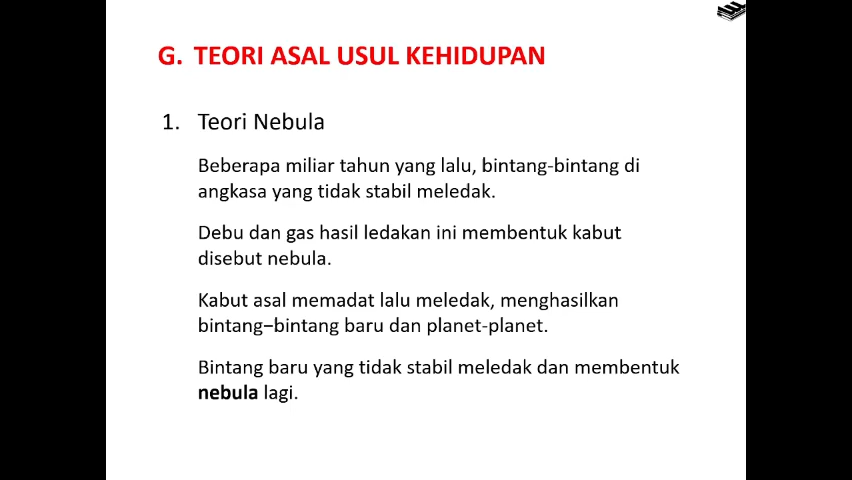 G. TEORI ASAL USUL KEHIDUPAN
1. Teori Nebula
Beberapa miliar tahun yang lalu, bintang-bintang di
angkasa yang tidak stabil meledak.
Debu dan gas hasil ledakan ini membentuk kabut
disebut nebula.
Kabut asal memadat lalu meledak, menghasilkan
bintang–bintang baru dan planet-planet.
Bintang baru yang tidak stabil meledak dan membentuk
nebula lagi.